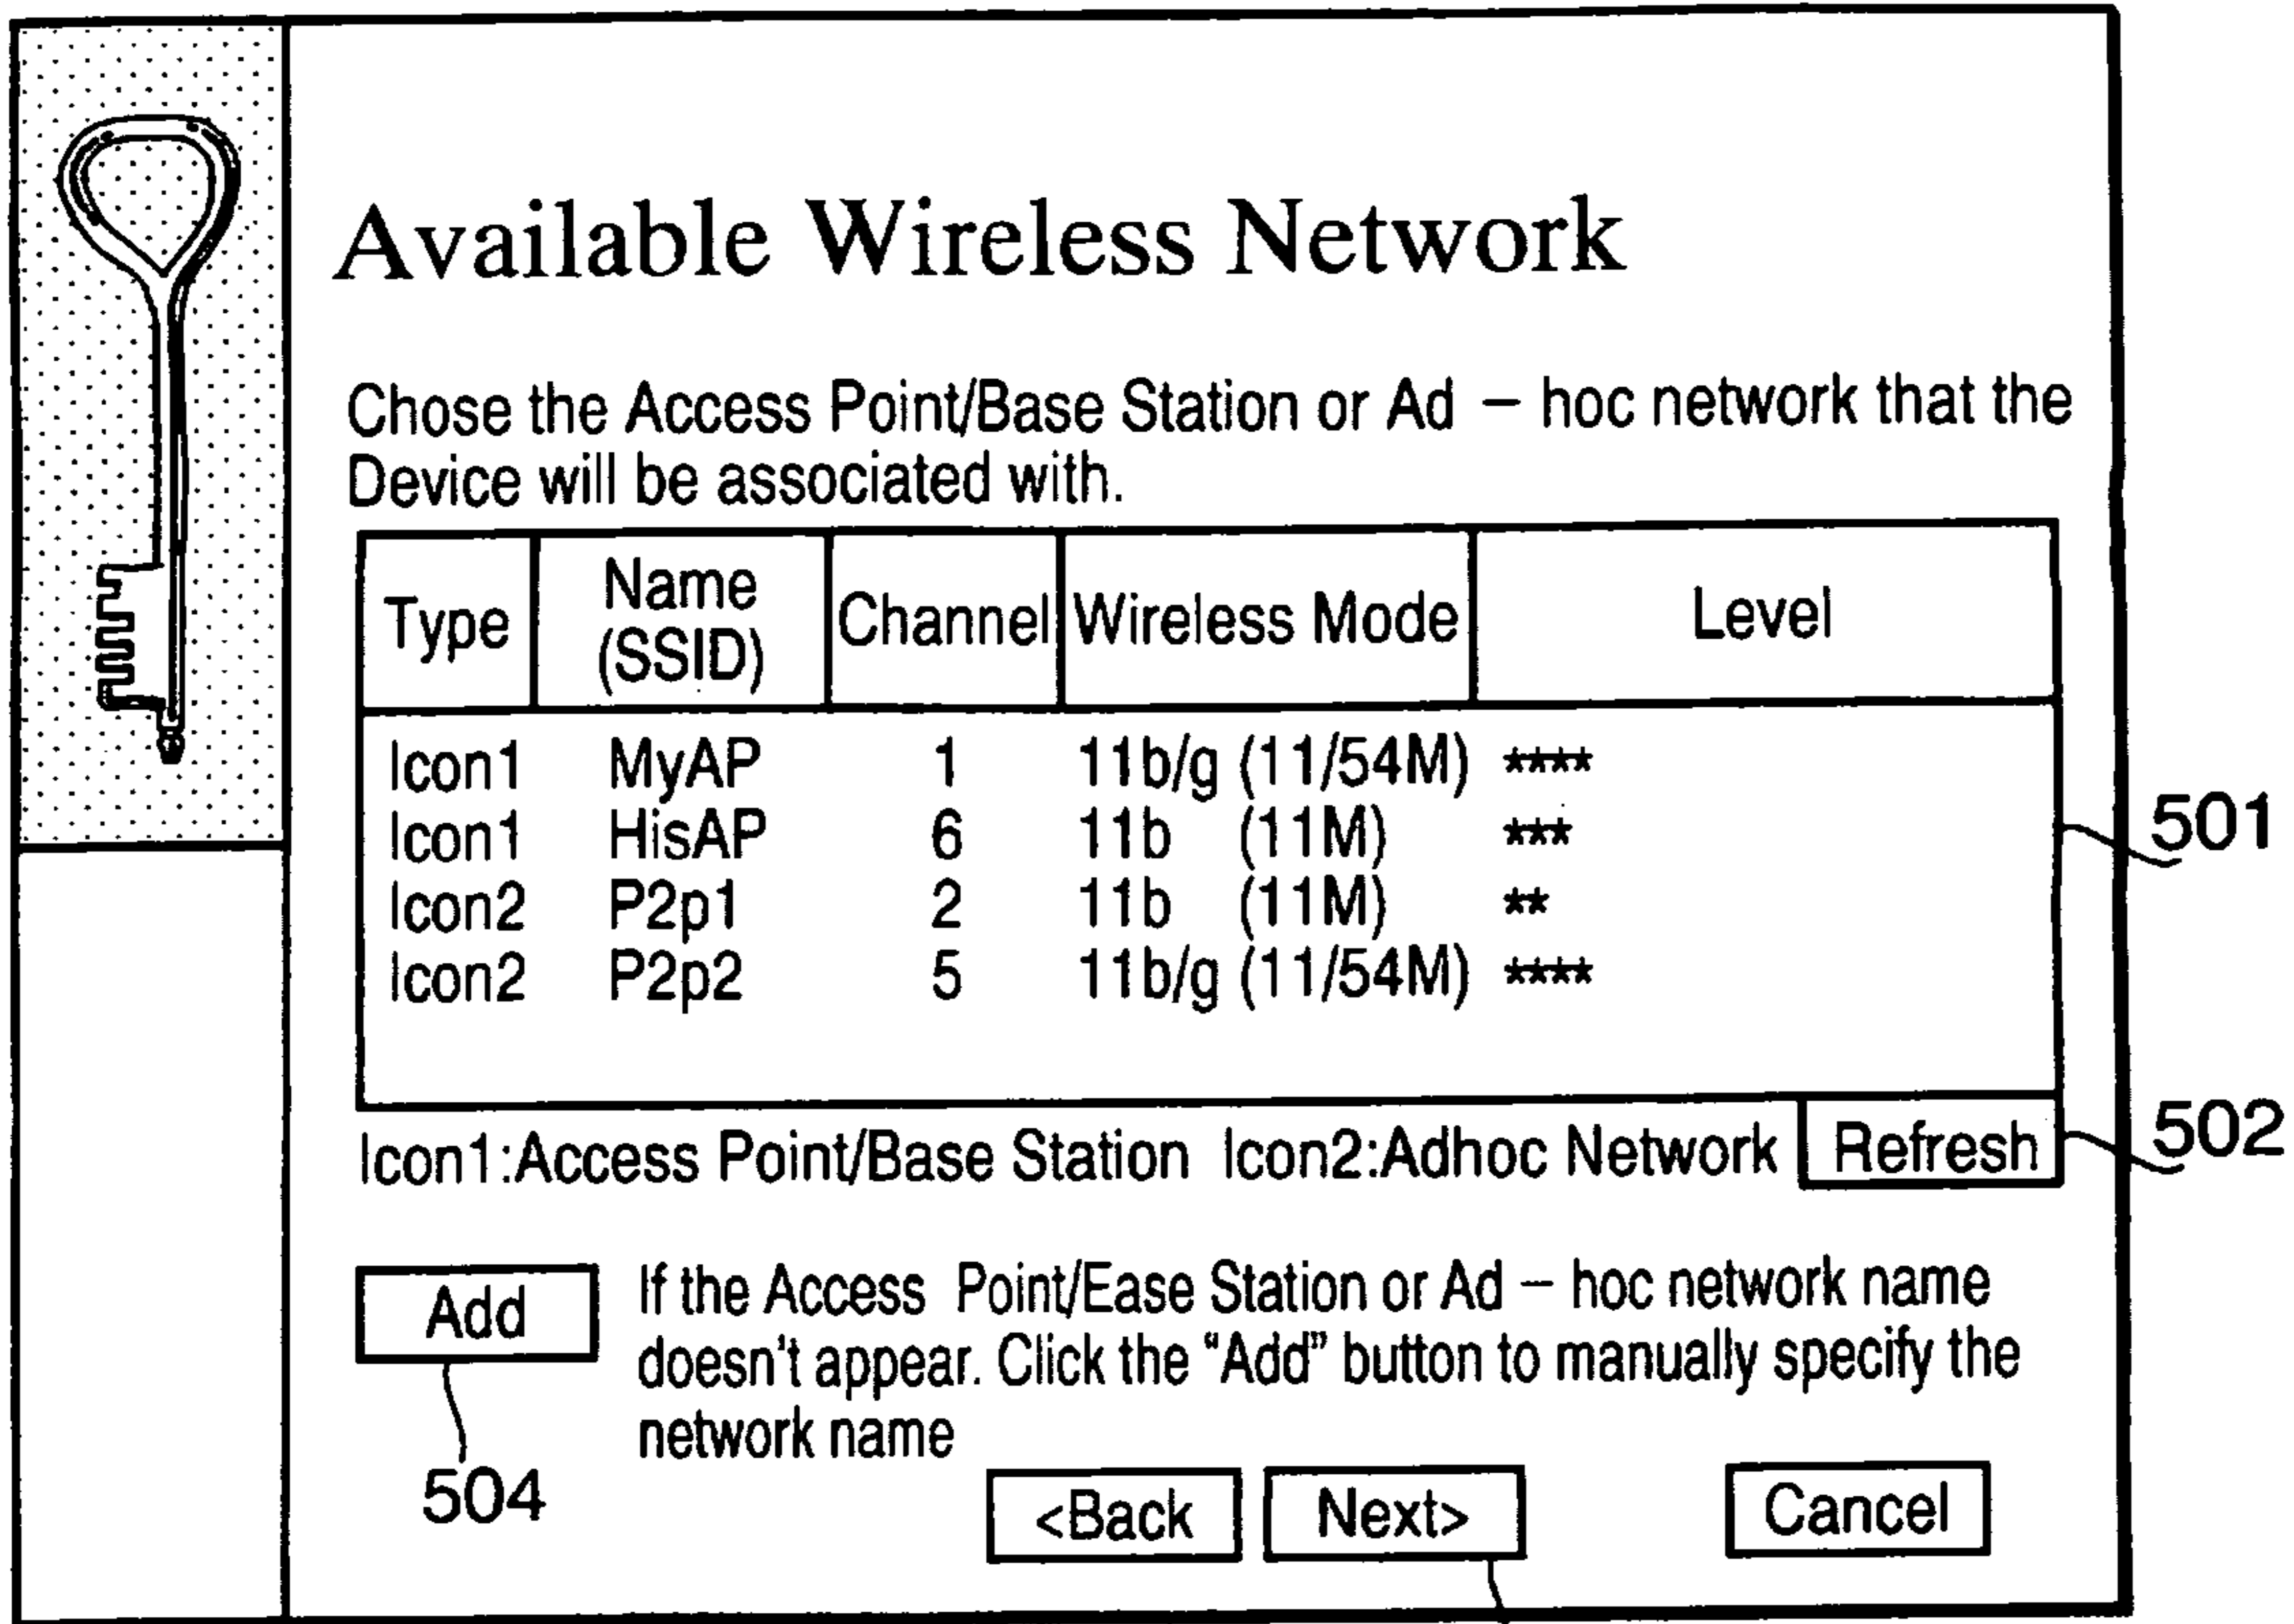 Available Wireless Network
Chose the Access Point/Base Station or Ad – hoc network that the
Device will be associated with.
Type Name (SSID) Channel Wireless Mode Level
Icon1 MyAP 1 11b/g (11/54M) ****
Icon1 HisAP 6 11b (11M) ***
Icon2 P2p1 2 11b (11M) **
Icon2 P2p2 5 11b/g (11/54M) ****
501
Icon1:Access Point/Base Station Icon2:Adhoc Network Refresh
502
Add
If the Access Point/Ease Station or Ad – hoc network name
doesn't appear. Click the "Add" button to manually specify the
network name
504
<Back Next> Cancel